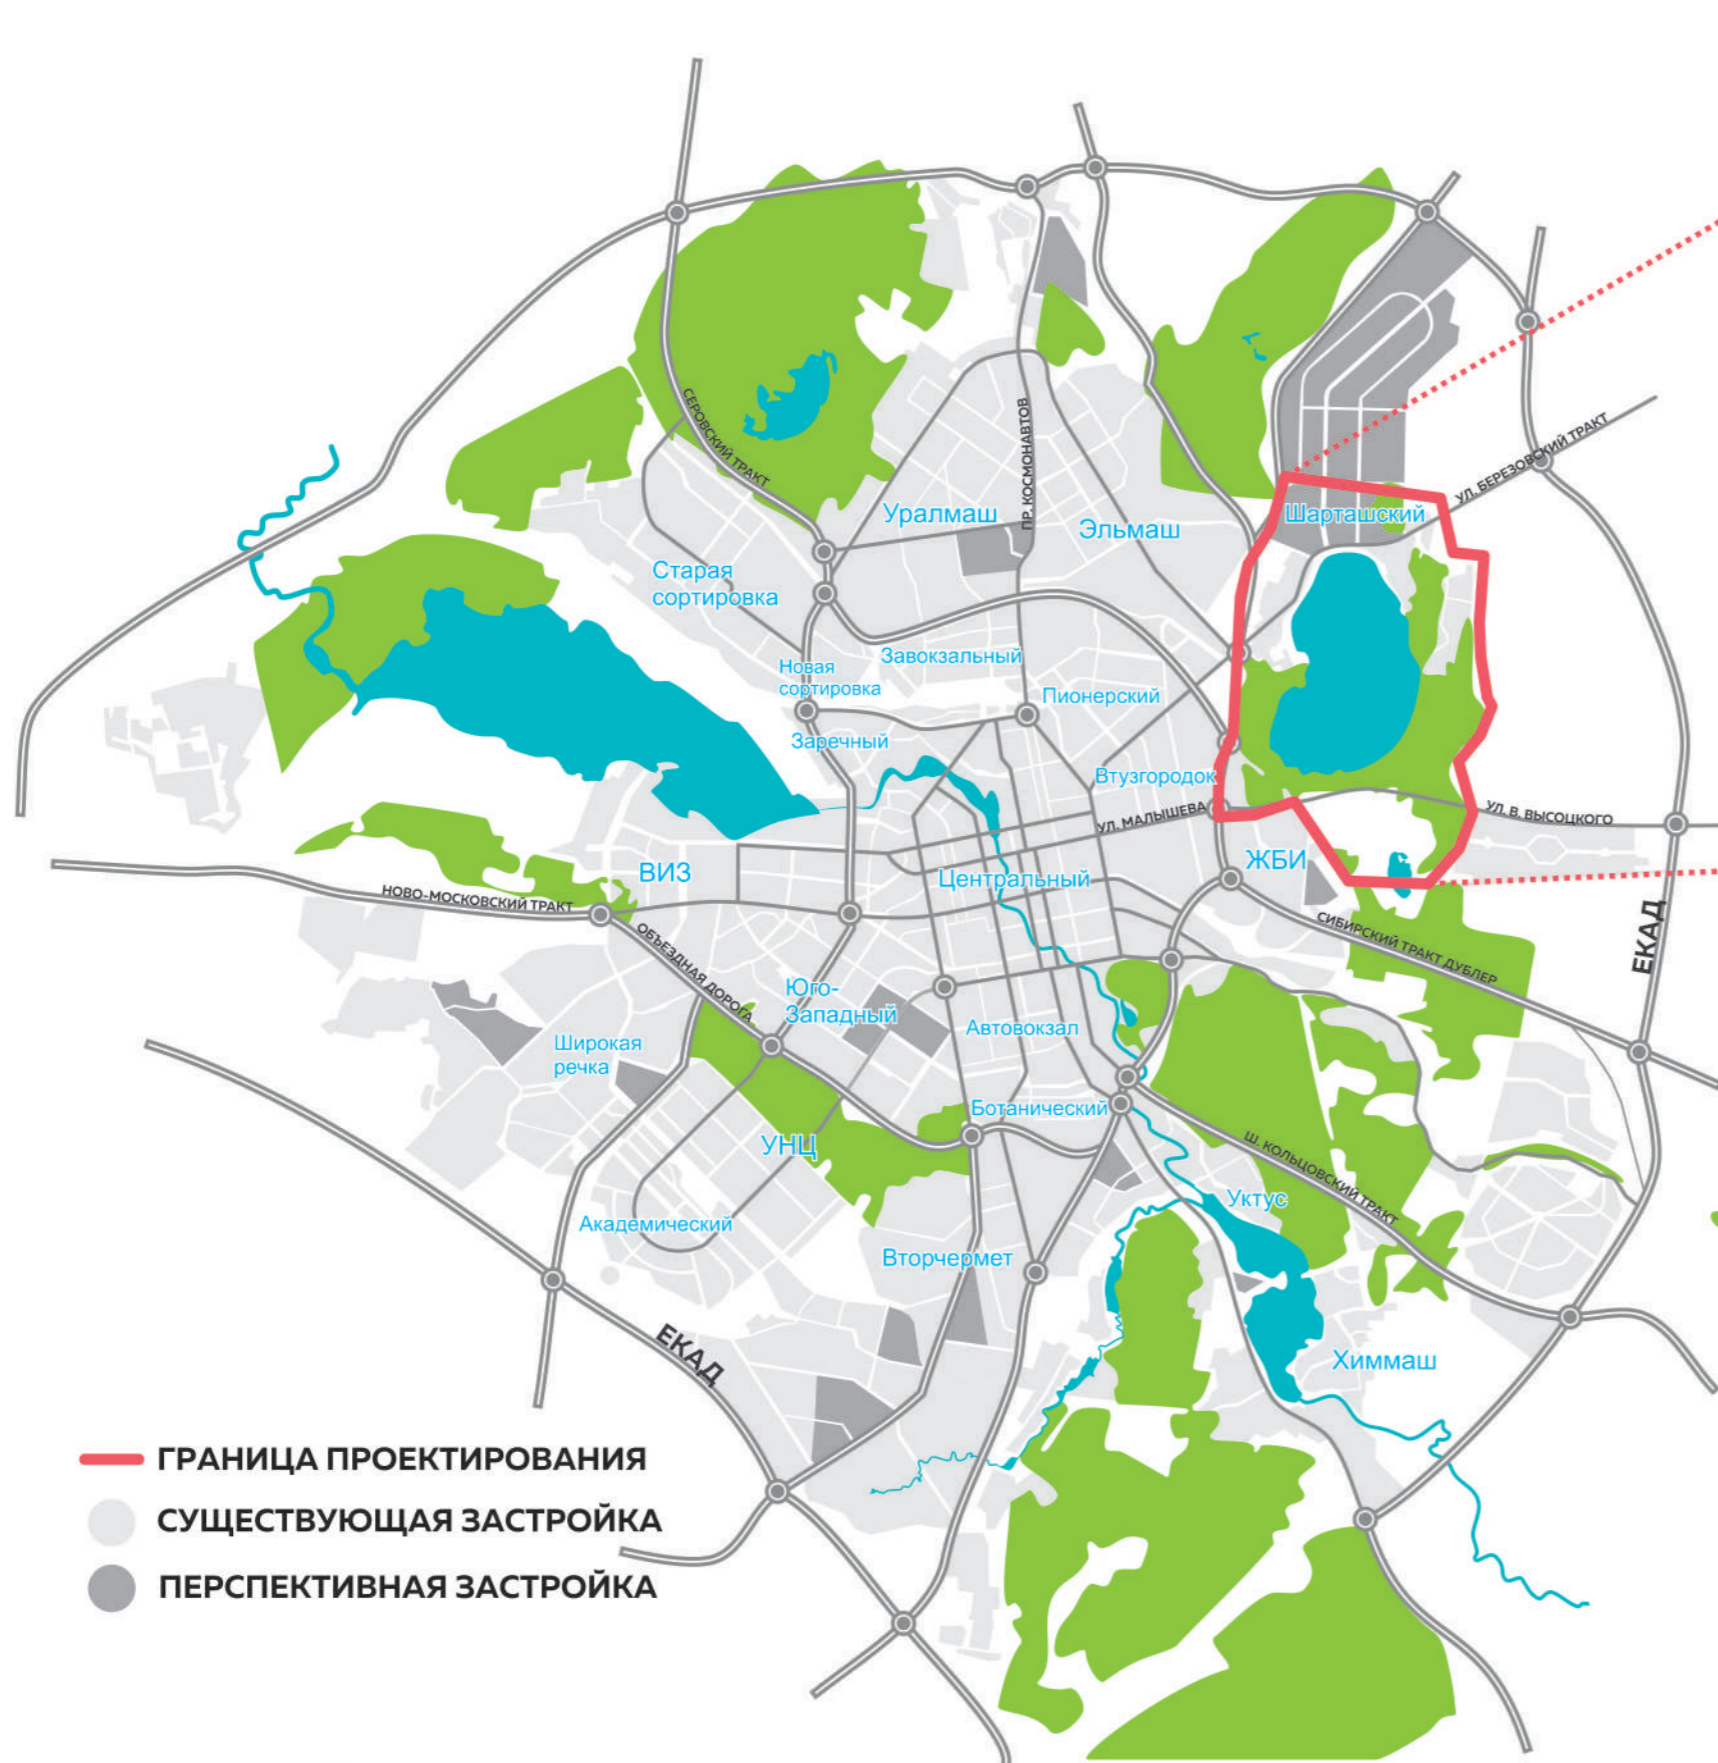 СЕРОВСКИЙ ТРАКТ
ПР. КОСМОНАВТОВ
УЛ. БЕРЕЗОВСКИЙ ТРАКТ
Уралмаш
Эльмаш
Шарташский
Старая
сортировка
Завокзальный
Новая
сортировка
Пионерский
Заречный
Втузгородок
УЛ. МАЛЫШЕВА
УЛ. В. ВЫСОЦКОГО
ВИЗ
Центральный
ЖБИ
НОВО-МОСКОВСКИЙ ТРАКТ
ОБЪЕЗДНАЯ ДОРОГА
СИБИРСКИЙ ТРАКТ ДУБЛЕР
ЕКАД
Юго-
Западный
Автовокзал
Широкая
речка
Ботанический
УНЦ
Ш. КОЛЬЦОВСКИЙ ТРАКТ
Уктус
Академический
Вторчермет
ЕКАД
Химмаш
ГРАНИЦА ПРОЕКТИРОВАНИЯ
СУЩЕСТВУЮЩАЯ ЗАСТРОЙКА
ПЕРСПЕКТИВНАЯ ЗАСТРОЙКА